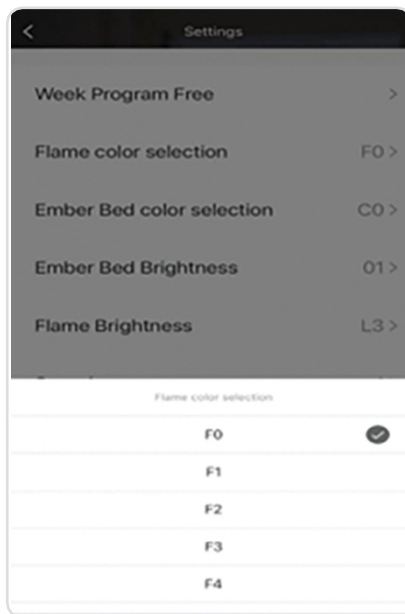 Settings
Week Program Free
Flame color selection F0
Ember Bed color selection C0
Ember Bed Brightness 01
Flame Brightness L3
Flame color selection
F0
F1
F2
F3
F4